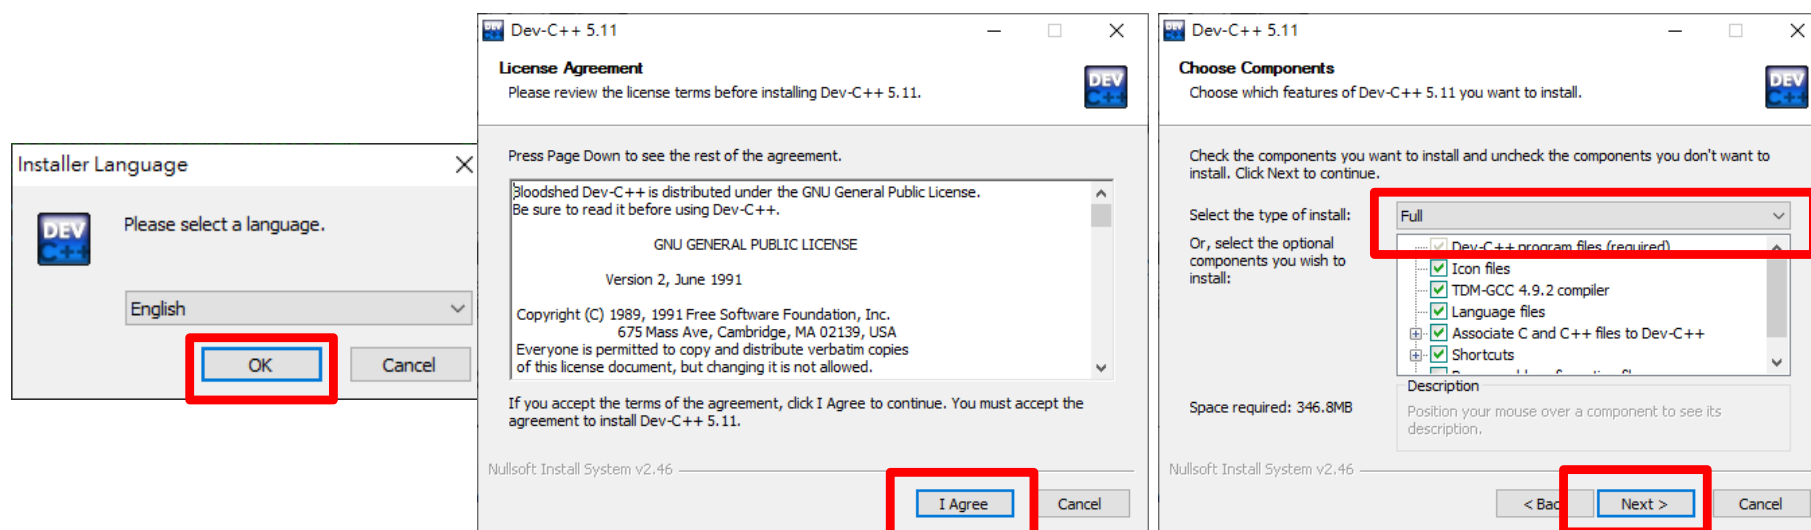 Installer Language
DEV
C++
Please select a language.
English
OK
Cancel
Dev-C++ 5.11
License Agreement
Please review the license terms before installing Dev-C++ 5.11.
DEV
C++
Press Page Down to see the rest of the agreement.
Bloodshed Dev-C++ is distributed under the GNU General Public License.
Be sure to read it before using Dev-C++.
GNU GENERAL PUBLIC LICENSE
Version 2, June 1991
Copyright (C) 1989, 1991 Free Software Foundation, Inc.
675 Mass Ave, Cambridge, MA 02139, USA
Everyone is permitted to copy and distribute verbatim copies
of this license document, but changing it is not allowed.
If you accept the terms of the agreement, click I Agree to continue. You must accept the
agreement to install Dev-C++ 5.11.
Nullsoft Install System v2.46
I Agree
Cancel
Dev-C++ 5.11
Choose Components
Choose which features of Dev-C++ 5.11 you want to install.
DEV
C++
Check the components you want to install and uncheck the components you don't want to
install. Click Next to continue.
Select the type of install:
Full
Or, select the optional
components you wish to
install:
Dev-C++ program files (required)
Icon files
TDM-GCC 4.9.2 compiler
Language files
Associate C and C++ files to Dev-C++
Shortcuts
Space required: 346.8MB
Description
Position your mouse over a component to see its
description.
Nullsoft Install System v2.46
< Bac
Next >
Cancel